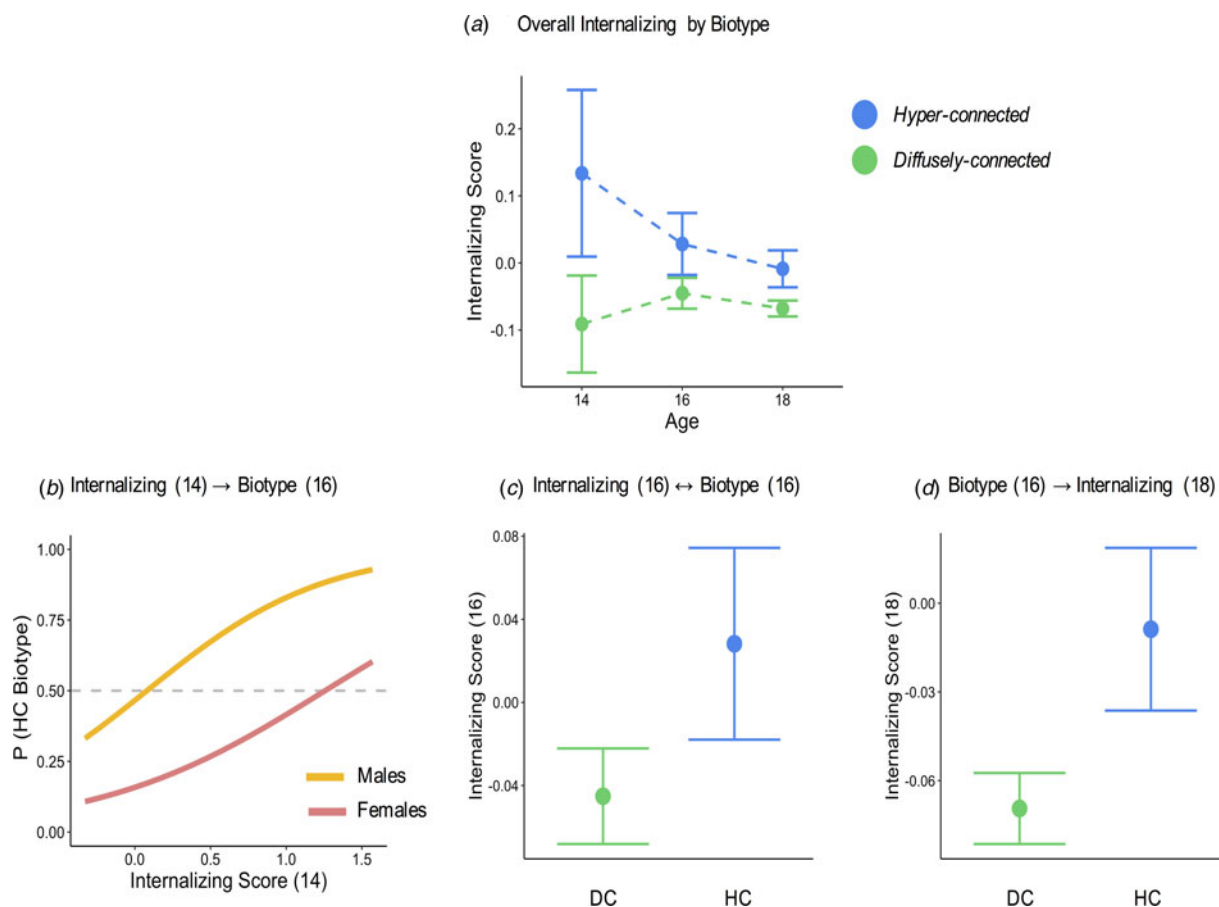 (a) Overall Internalizing by Biotype
Internalizing Score
0.2
0.1
0.0
-0.1
14 16 18
Age
Hyper-connected
Diffusely-connected
(b) Internalizing (14) → Biotype (16)
P (HC Biotype)
1.00
0.75
0.50
0.25
0.00
0.0 0.5 1.0 1.5
Internalizing Score (14)
Males
Females
(c) Internalizing (16) ↔ Biotype (16)
Internalizing Score (16)
0.08
0.04
0.00
-0.04
DC HC
(d) Biotype (16) → Internalizing (18)
Internalizing Score (18)
0.00
-0.03
-0.06
DC HC